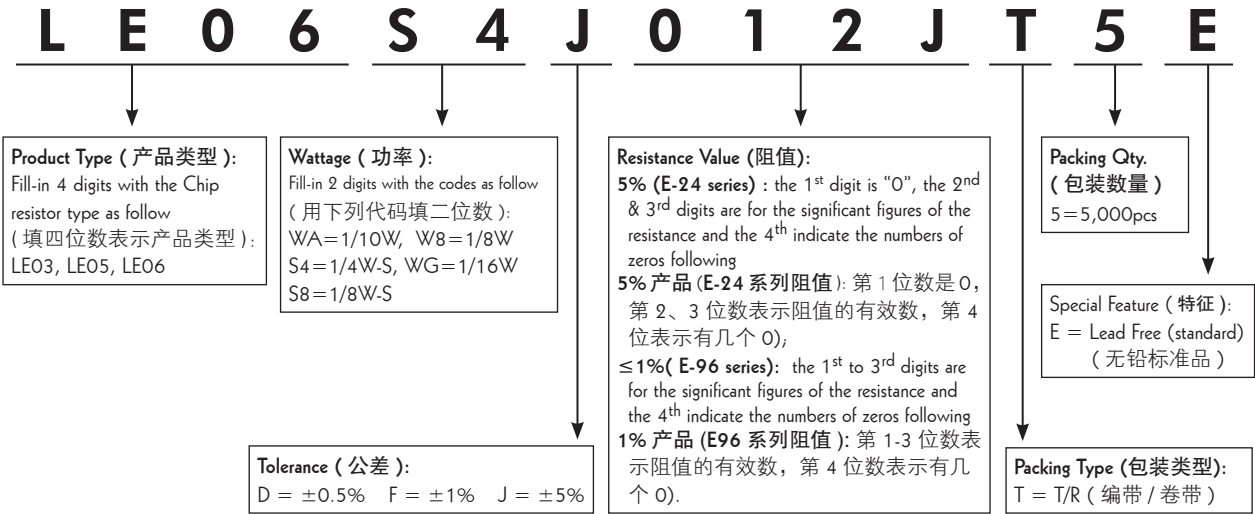 L E 0 6 S 4 J 0 1 2 J T 5 E
Product Type ( 产品类型 ):
Fill-in 4 digits with the Chip
resistor type as follow
( 填四位数表示产品类型 ):
LE03, LE05, LE06
Wattage ( 功率 ):
Fill-in 2 digits with the codes as follow
( 用下列代码填二位数 ):
WA=1/10W, W8=1/8W
S4=1/4W-S, WG=1/16W
S8=1/8W-S
Resistance Value (阻值):
5% (E-24 series) : the 1st digit is “0”, the 2nd
& 3rd digits are for the significant figures of the
resistance and the 4th indicate the numbers of
zeros following
5% 产品 (E-24 系列阻值 ): 第 1 位数是 0,
第 2、3 位数表示阻值的有效数，第 4
位表示有几个 0);
≤1%( E-96 series): the 1st to 3rd digits are
for the significant figures of the resistance and
the 4th indicate the numbers of zeros following
1% 产品 (E96 系列阻值 ): 第 1-3 位数表
示阻值的有效数，第 4 位数表示有几
个 0).
Packing Qty.
( 包装数量 )
5=5,000pcs
Special Feature ( 特征 ):
E = Lead Free (standard)
( 无铅标准品 )
Tolerance ( 公差 ):
D = ±0.5% F = ±1% J = ±5%
Packing Type (包装类型):
T = T/R ( 编带 / 卷带 )